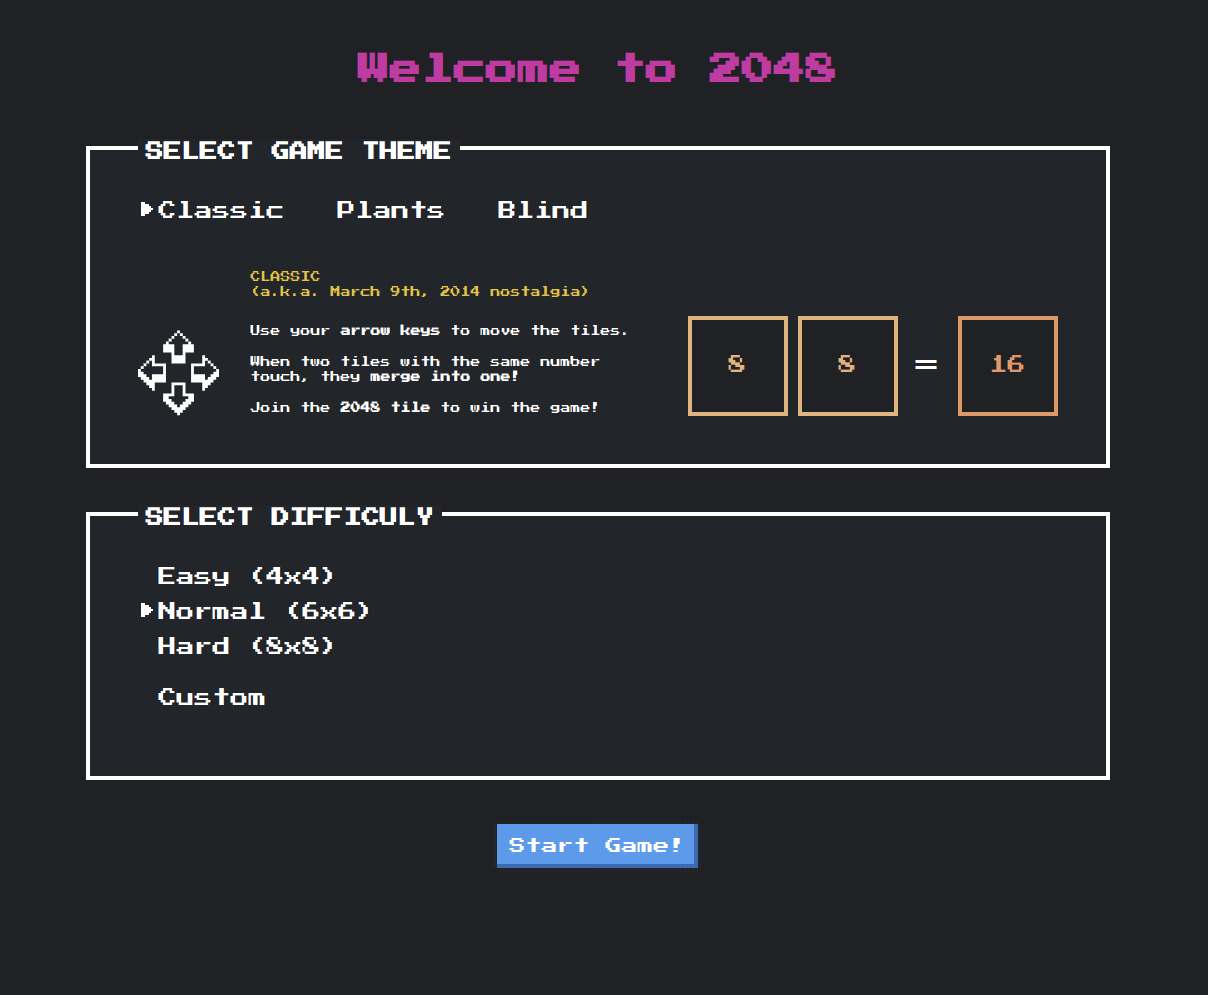 Welcome to 2048
SELECT GAME THEME
Classic Plants Blind
CLASSIC
(a.k.a. March 9th, 2014 nostalgia)
Use your arrow keys to move the tiles.
When two tiles with the same number
touch, they merge into one!
Join the 2048 tile to win the game!
8 8 = 16
SELECT DIFFICULY
Easy (4x4)
Normal (6x6)
Hard (8x8)
Custom
Start Game!